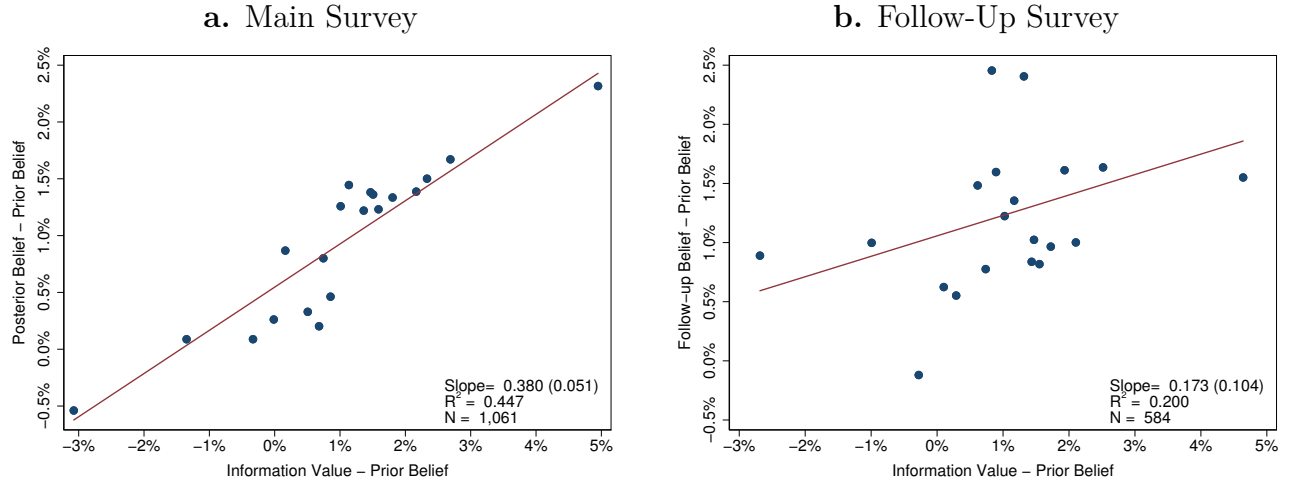 a. Main Survey
Posterior Belief − Prior Belief
2.5%
2.0%
1.5%
1.0%
0.5%
0.0%
−0.5%
Slope= 0.380 (0.051)
R² = 0.447
N = 1,061
−3% −2% −1% 0% 1% 2% 3% 4% 5%
Information Value − Prior Belief
b. Follow-Up Survey
Follow−up Belief − Prior Belief
2.5%
2.0%
1.5%
1.0%
0.5%
0.0%
−0.5%
Slope= 0.173 (0.104)
R² = 0.200
N = 584
−3% −2% −1% 0% 1% 2% 3% 4% 5%
Information Value − Prior Belief